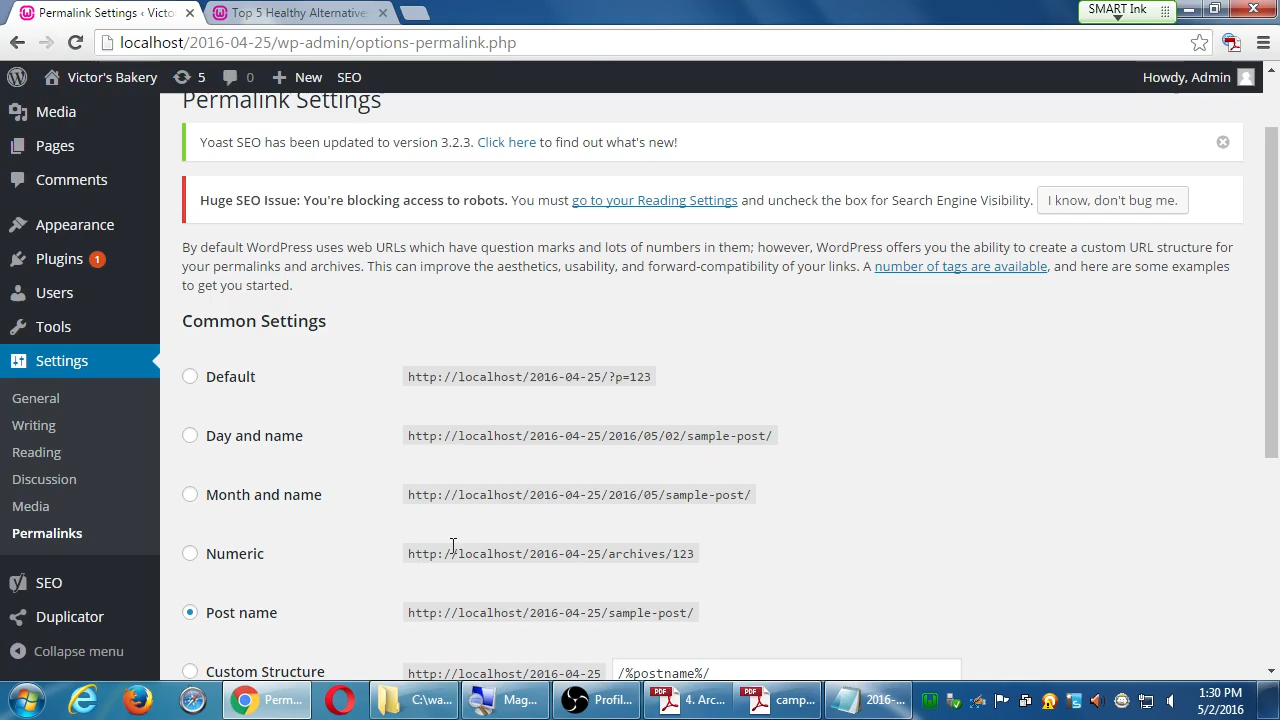 Permalink Settings ‹ Victo
Top 5 Healthy Alternative
SMART Ink
localhost/2016-04-25/wp-admin/options-permalink.php
Victor's Bakery
5
0
New
SEO
Howdy, Admin
Media
Pages
Comments
Appearance
Plugins 1
Users
Tools
Settings
General
Writing
Reading
Discussion
Media
Permalinks
SEO
Duplicator
Collapse menu
Permalink Settings
Yoast SEO has been updated to version 3.2.3. Click here to find out what's new!
Huge SEO Issue: You're blocking access to robots. You must go to your Reading Settings and uncheck the box for Search Engine Visibility. I know, don't bug me.
By default WordPress uses web URLs which have question marks and lots of numbers in them; however, WordPress offers you the ability to create a custom URL structure for
your permalinks and archives. This can improve the aesthetics, usability, and forward-compatibility of your links. A number of tags are available, and here are some examples
to get you started.
Common Settings
Default http://localhost/2016-04-25/?p=123
Day and name http://localhost/2016-04-25/2016/05/02/sample-post/
Month and name http://localhost/2016-04-25/2016/05/sample-post/
Numeric http://localhost/2016-04-25/archives/123
Post name http://localhost/2016-04-25/sample-post/
Custom Structure http://localhost/2016-04-25 /%postname%/
Perm...
C:\wa...
Mag...
Profil...
4. Arc...
camp...
2016-...
1:30 PM
5/2/2016